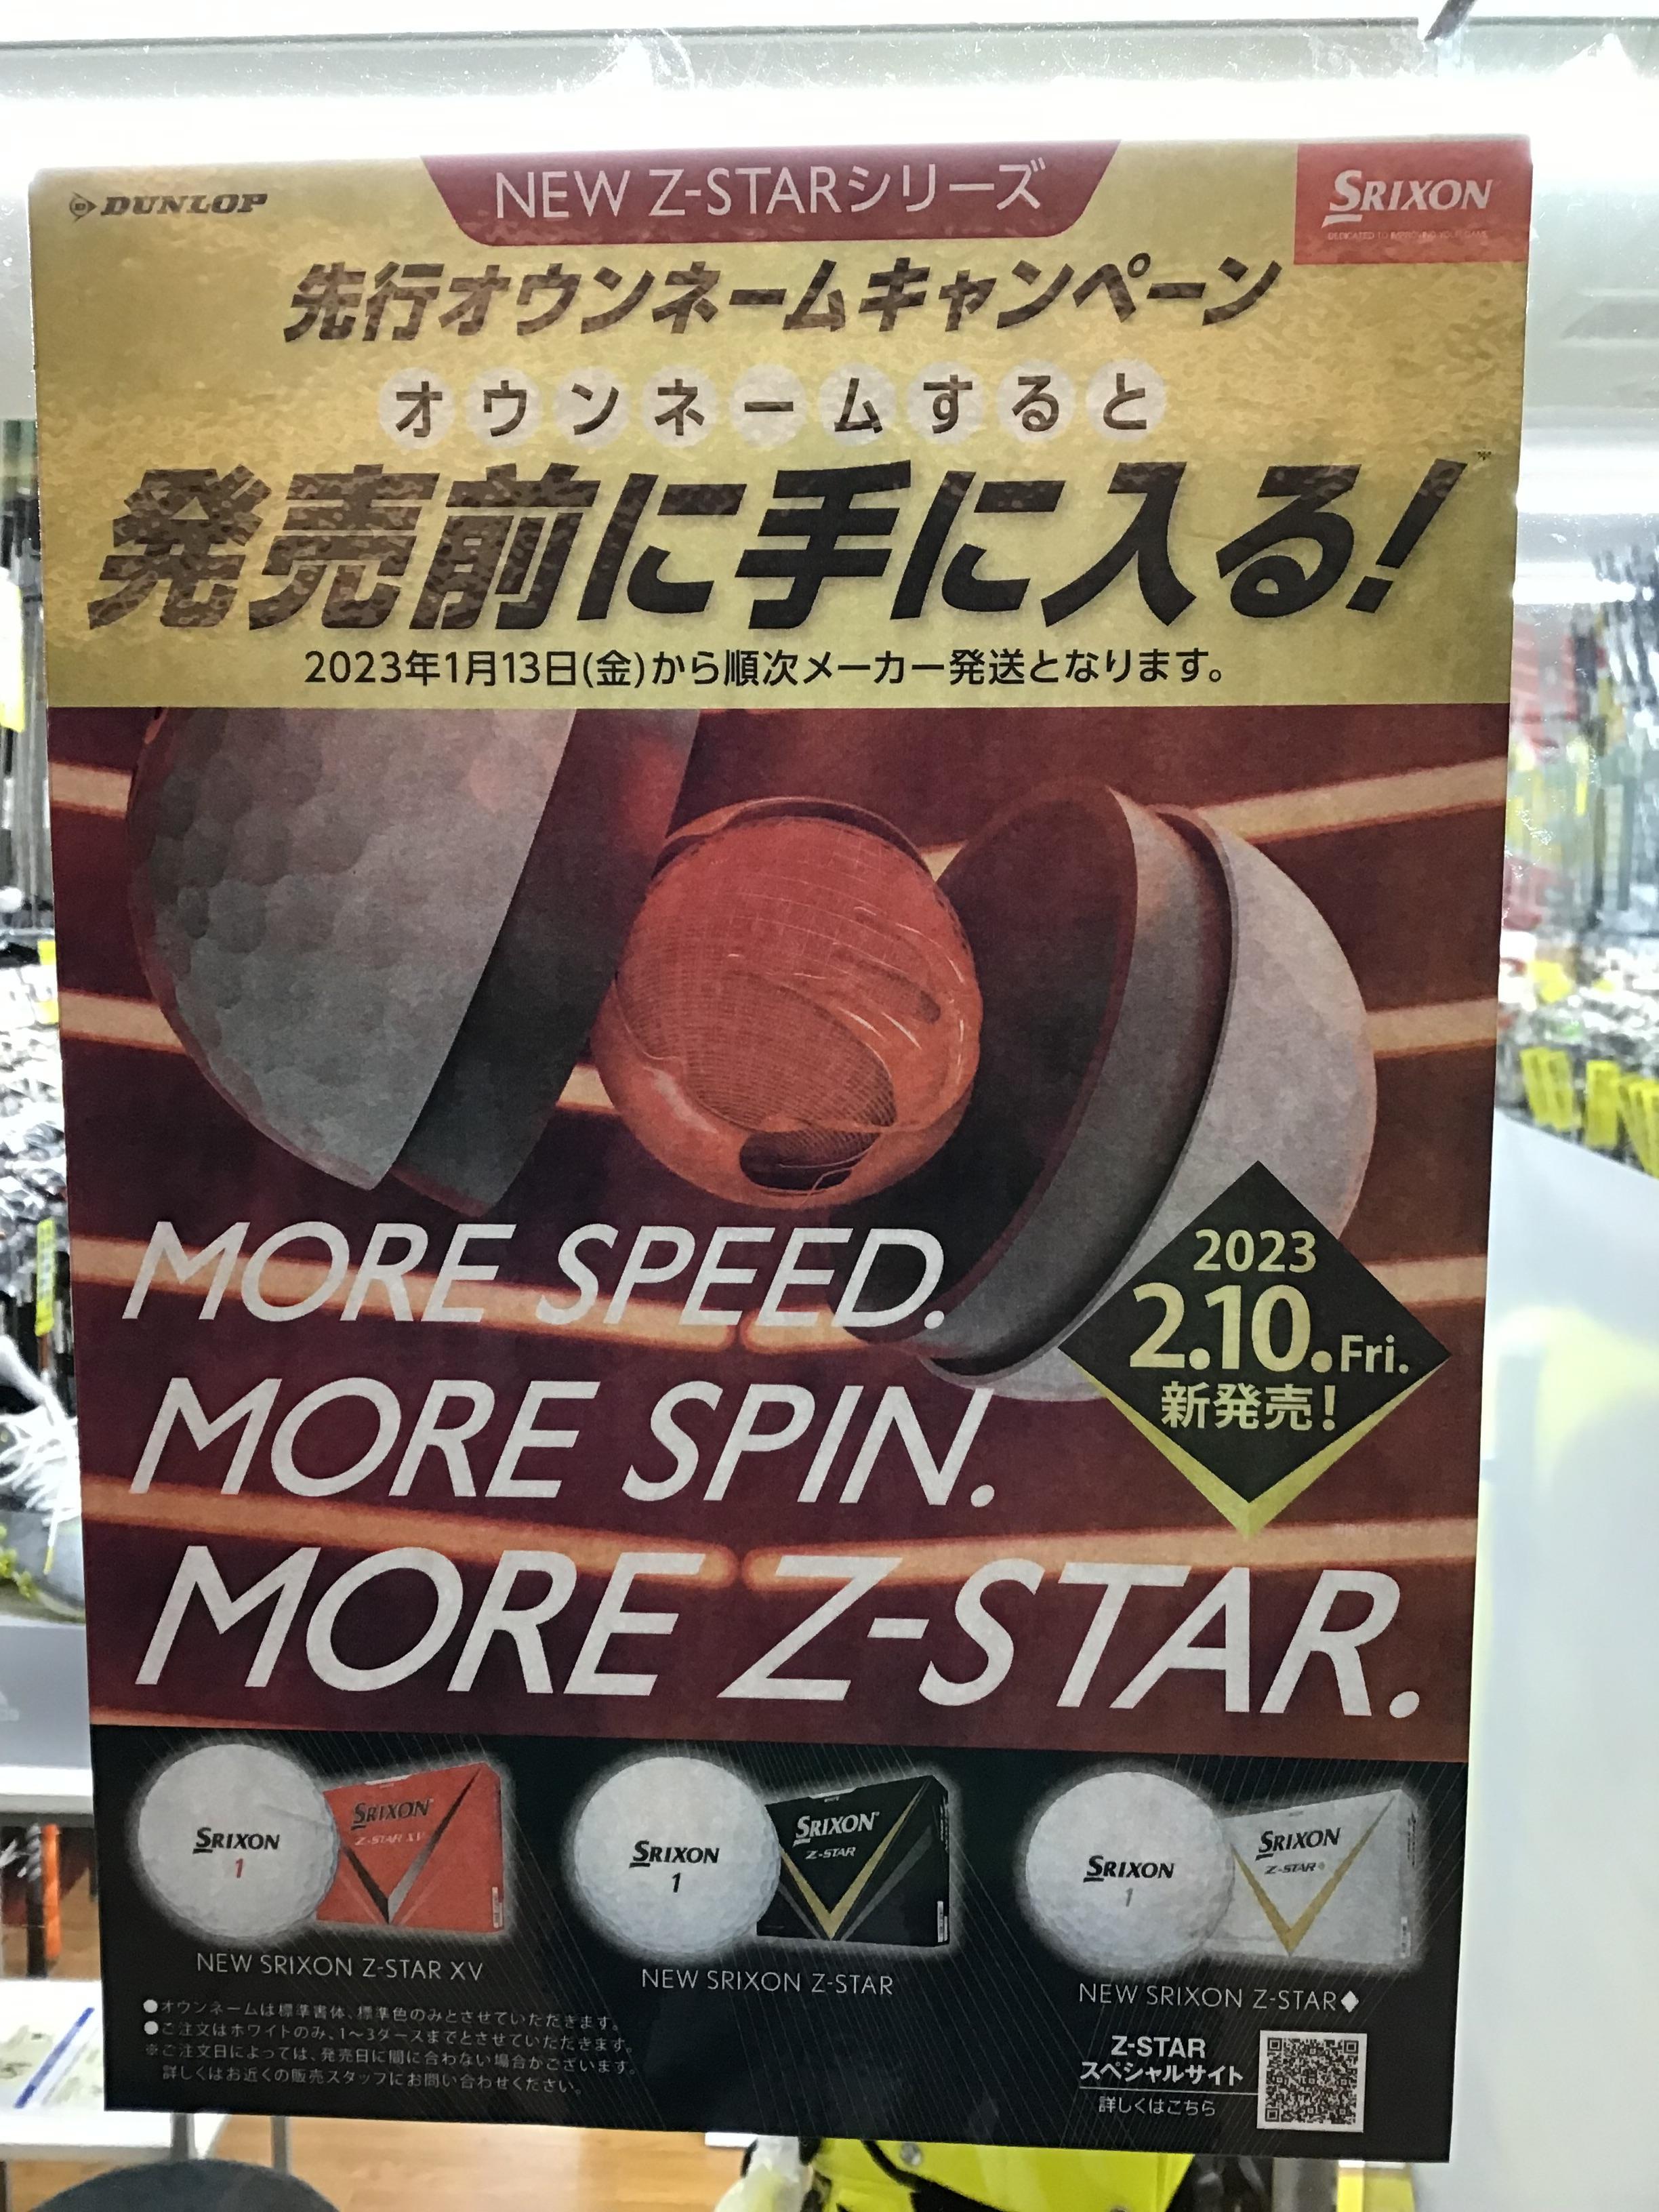 DUNLOP
NEW Z-STARシリーズ
SRIXON
DEDICATED TO IMPROVING YOUR GAME
先行オウンネームキャンペーン
オウンネームすると
発売前に手に入る!※
2023年1月13日(金)から順次メーカー発送となります。
MORE SPEED.
MORE SPIN.
MORE Z-STAR.
2023
2.10.Fri.
新発売!
SRIXON
1
SRIXON
Z-STAR XV
NEW SRIXON Z-STAR XV
SRIXON
1
SRIXON
Z-STAR
NEW SRIXON Z-STAR
SRIXON
1
SRIXON
Z-STAR♦
NEW SRIXON Z-STAR♦
●オウンネームは標準書体、標準色のみとさせていただきます。
●ご注文はホワイトのみ、1〜3ダースまでとさせていただきます。
※ご注文日によっては、発売日に間に合わない場合がございます。
詳しくはお近くの販売スタッフにお問い合わせください。
Z-STAR
スペシャルサイト
詳しくはこちら